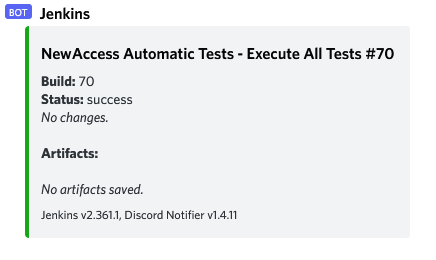 BOT Jenkins
NewAccess Automatic Tests - Execute All Tests #70
Build: 70
Status: success
No changes.
Artifacts:
No artifacts saved.
Jenkins v2.361.1, Discord Notifier v1.4.11